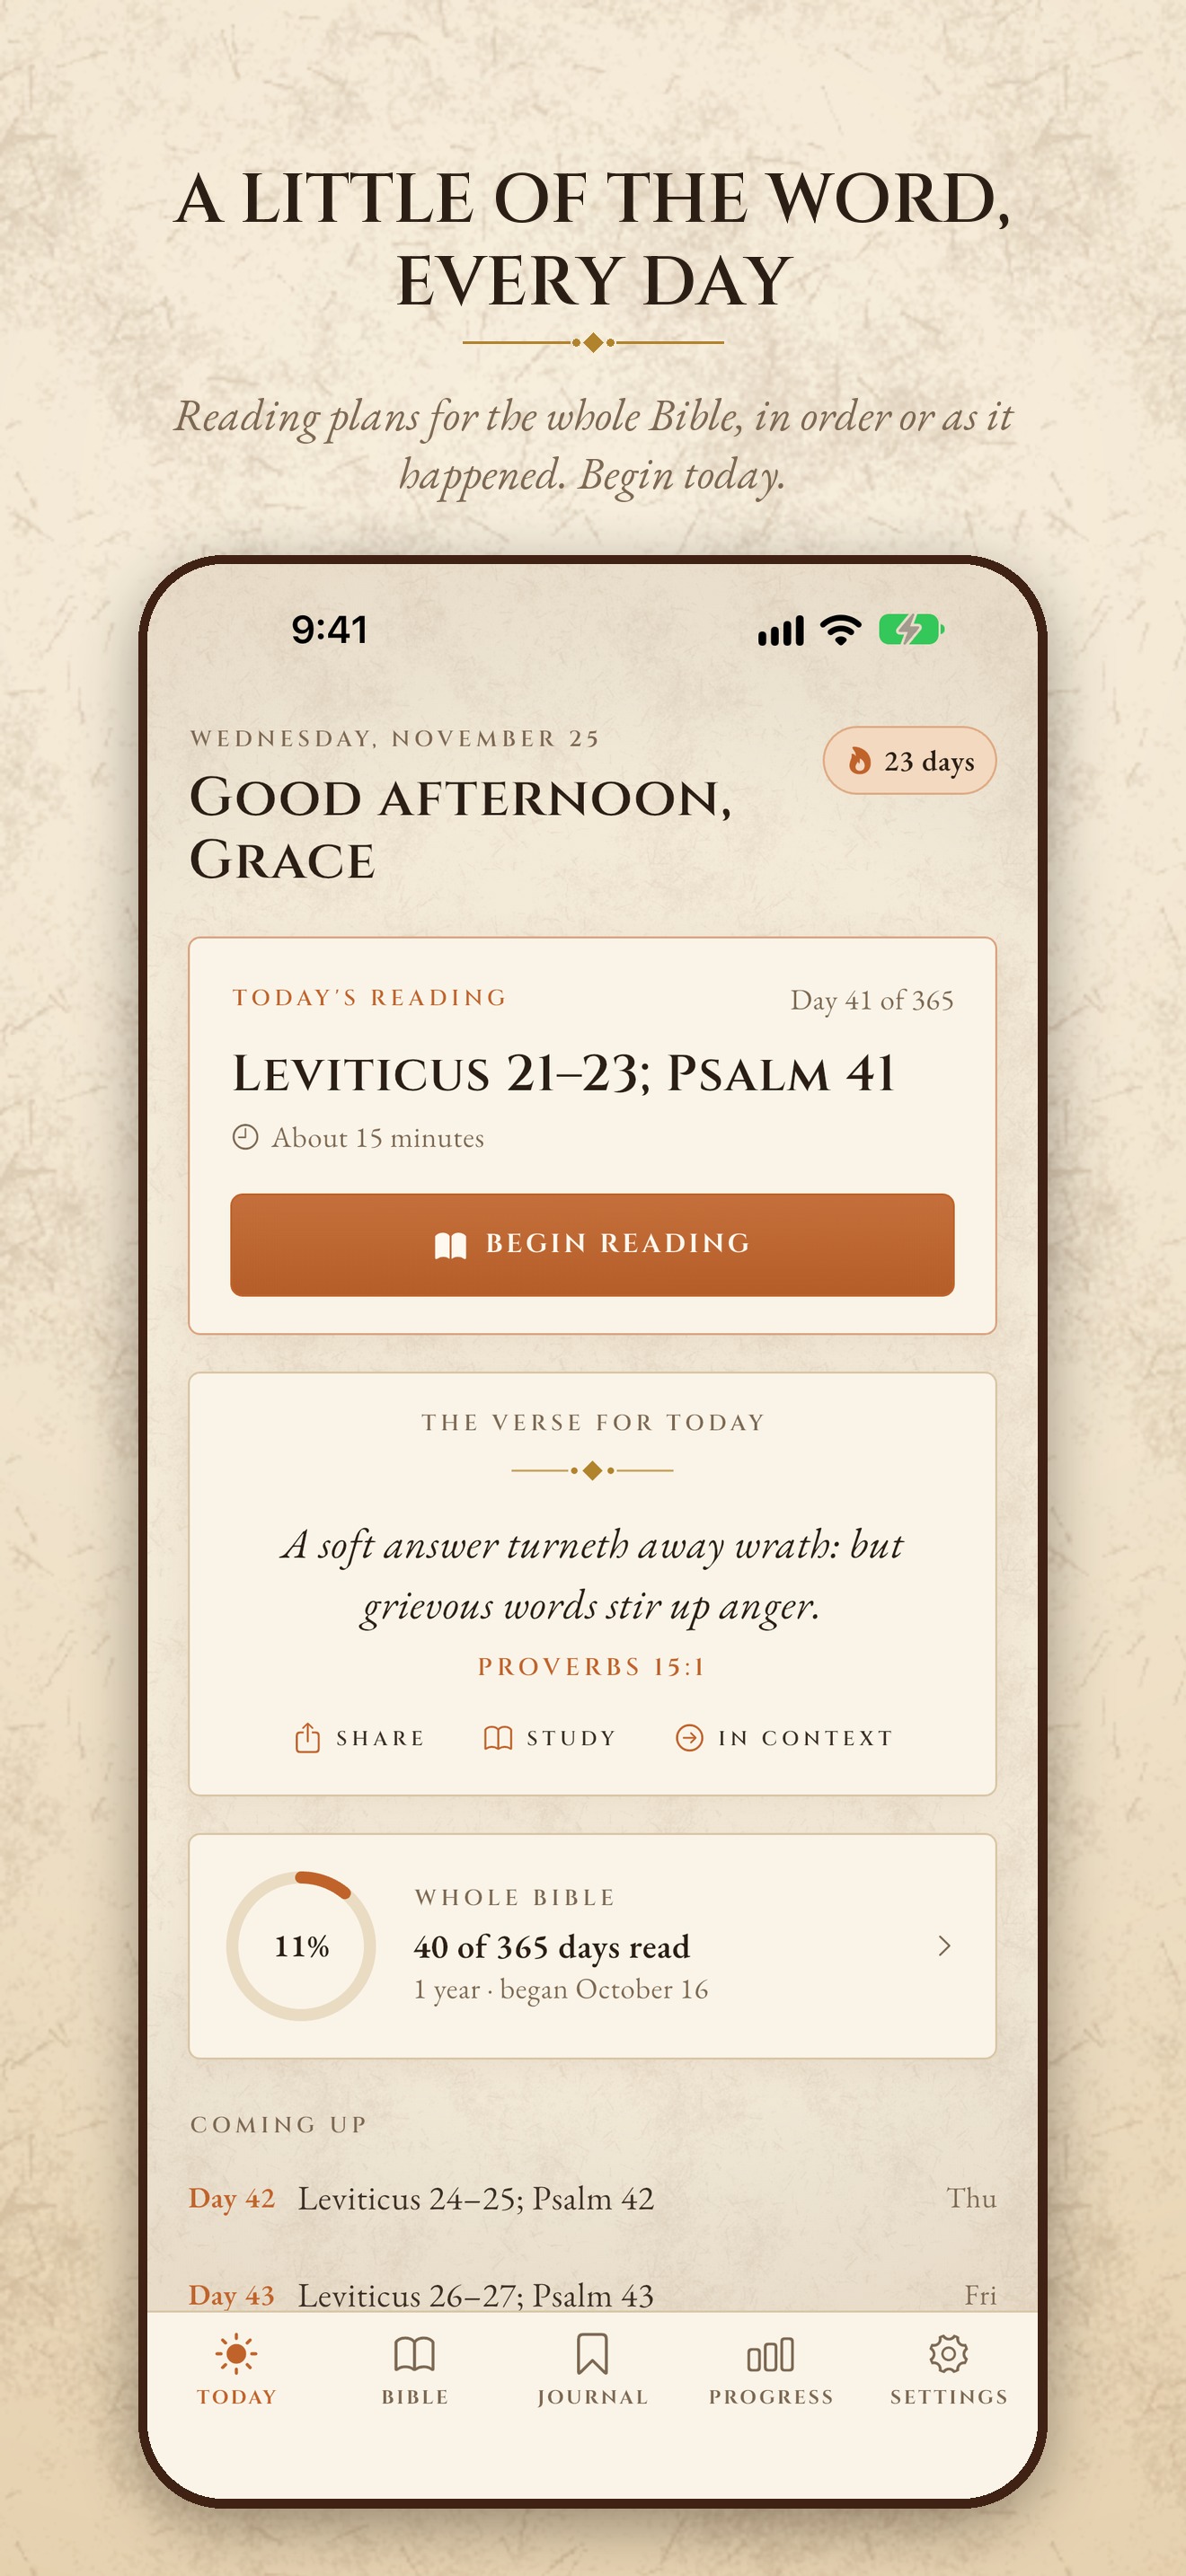 A LITTLE OF THE WORD,
EVERY DAY
Reading plans for the whole Bible, in order or as it
happened. Begin today.
9:41
WEDNESDAY, NOVEMBER 25
23 days
GOOD AFTERNOON,
GRACE
TODAY'S READING
Day 41 of 365
LEVITICUS 21–23; PSALM 41
About 15 minutes
BEGIN READING
THE VERSE FOR TODAY
A soft answer turneth away wrath: but
grievous words stir up anger.
PROVERBS 15:1
SHARE STUDY IN CONTEXT
11%
WHOLE BIBLE
40 of 365 days read
1 year · began October 16
COMING UP
Day 42 Leviticus 24–25; Psalm 42 Thu
Day 43 Leviticus 26–27; Psalm 43 Fri
TODAY BIBLE JOURNAL PROGRESS SETTINGS